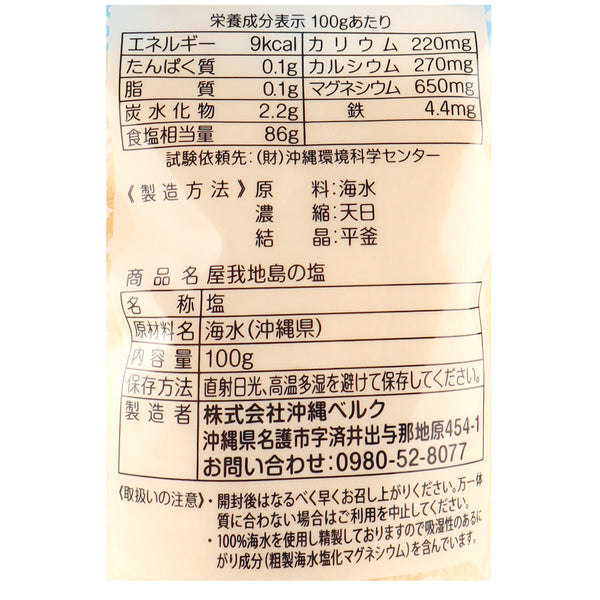 栄養成分表示 100gあたり
エネルギー 9kcal カリウム 220mg
たんぱく質 0.1g カルシウム 270mg
脂質 0.1g マグネシウム 650mg
炭水化物 2.2g 鉄 4.4mg
食塩相当量 86g
試験依頼先:(財)沖縄環境科学センター
《製造方法》原 料:海水
濃 縮:天日
結 晶:平釜
商品名 屋我地島の塩
名称 塩
原材料名 海水(沖縄県)
内容量 100g
保存方法 直射日光、高温多湿を避けて保存してください。
製造者 株式会社沖縄ベルク
沖縄県名護市字済井出与那地原454-1
お問い合わせ:0980-52-8077
《取扱いの注意》・開封後はなるべく早くお召し上がりください。万一体
質に合わない場合はご利用を中止してください。
・100%海水を使用し精製しておりますので吸湿性のあるに
がり成分(粗製海水塩化マグネシウム)を含んでいます。